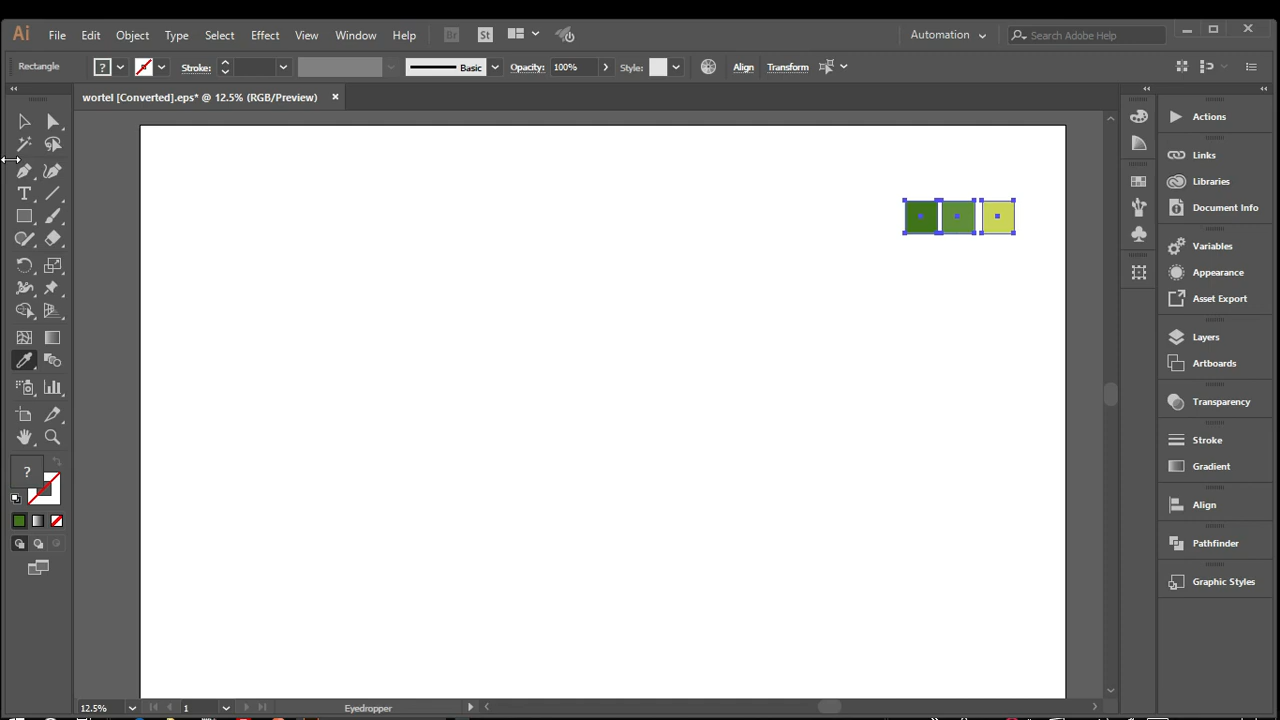 Ai File Edit Object Type Select Effect View Window Help Br St Automation Search Adobe Help
Rectangle ? Stroke: Basic Opacity: 100% Style: Align Transform
wortel [Converted].eps* @ 12.5% (RGB/Preview)
Actions
Links
Libraries
Document Info
Variables
Appearance
Asset Export
Layers
Artboards
Transparency
Stroke
Gradient
Align
Pathfinder
Graphic Styles
T
?
12.5% 1 Eyedropper